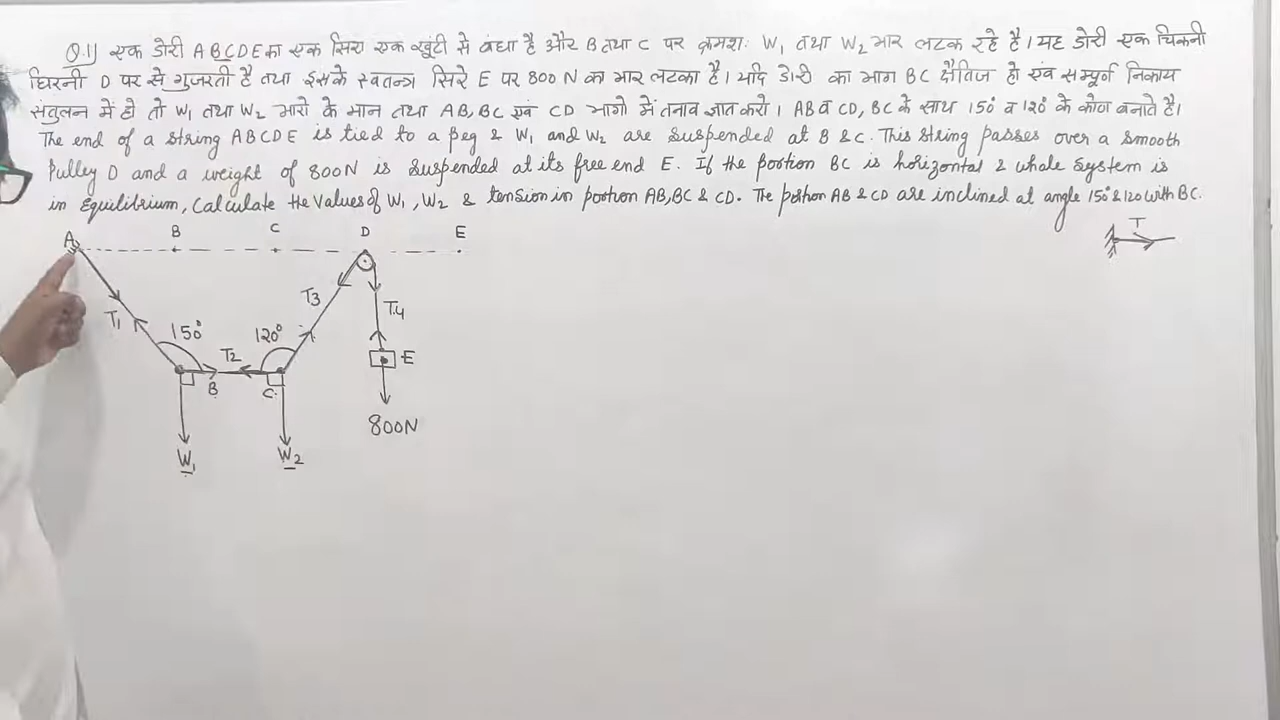 Q.1) एक डोरी ABCDE का एक सिरा एक खूंटी से बंधा है और B तथा C पर क्रमशः W₁ तथा W₂ भार लटक रहे है। यह डोरी एक चिकनी
घिरनी D पर से गुजरती है तथा इसके स्वतन्त्र सिरे E पर 800 N का भार लटका है। यदि डोरी का भाग BC क्षैतिज हो एवं सम्पूर्ण निकाय
संतुलन में हो तो W₁ तथा W₂ भारो के मान तथा AB, BC एवं CD भागो में तनाव ज्ञात करो। AB व CD, BC के साथ 150° व 120° के कोण बनाते है।
The end of a string ABCDE is tied to a peg & W₁ and W₂ are suspended at B & C. This string passes over a smooth
Pulley D and a weight of 800N is suspended at its free end E. If the portion BC is horizontal & whole system is
in Equilibrium, Calculate the values of W₁, W₂ & tension in portion AB, BC & CD. The portion AB & CD are inclined at angle 150° & 120 with BC.
A B C D E
T
T₁ 150° T₂ 120° T₃ T₄
B C E
800N
W₁ W₂